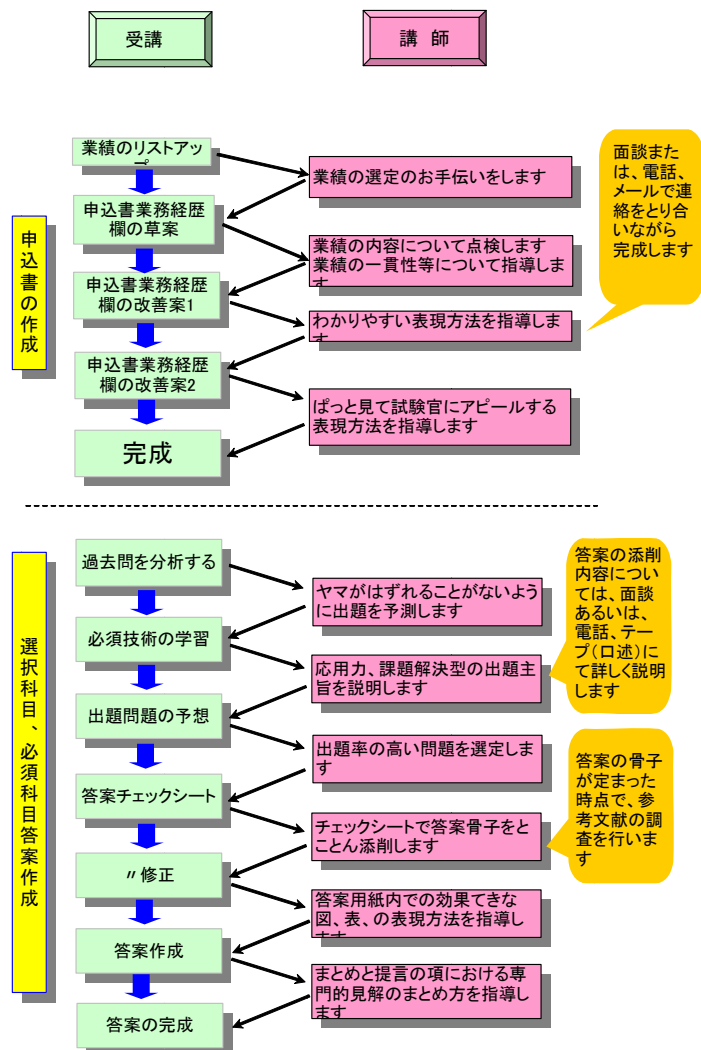 受講
講 師
業績のリストアッ
プ
業績の選定のお手伝いをします
面談また
は、電話、
メールで連
絡をとり合
いながら
完成します
申込書の作成
申込書業務経歴
欄の草案
業績の内容について点検します
業績の一貫性等について指導しま
す
申込書業務経歴
欄の改善案1
わかりやすい表現方法を指導しま
す
申込書業務経歴
欄の改善案2
ぱっと見て試験官にアピールする
表現方法を指導します
完成
選択科目、必須科目答案作成
過去問を分析する
ヤマがはずれることがないよう
に出題を予測します
答案の添削
内容につい
ては、面談
あるいは、
電話、テー
プ(口述)に
て詳しく説明
します
必須技術の学習
応用力、課題解決型の出題主
旨を説明します
出題問題の予想
出題率の高い問題を選定しま
す
答案の骨子
が定まった
時点で、参
考文献の調
査を行いま
す
答案チェックシート
チェックシートで答案骨子をと
ことん添削します
〃修正
答案用紙内での効果てきな
図、表、の表現方法を指導し
ます
答案作成
まとめと提言の項における専
門的見解のまとめ方を指導し
ます
答案の完成